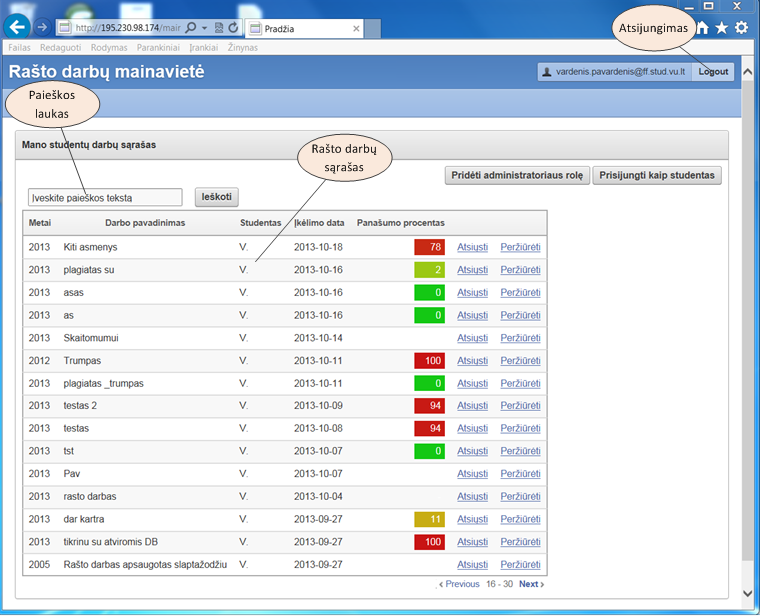 http://195.230.98.174/mair
Pradžia
Atsijungimas
Failas Redaguoti Rodymas Parankiniai Įrankiai Žinynas
Rašto darbų mainavietė
vardenis.pavardenis@ff.stud.vu.lt Logout
Paieškos
laukas
Mano studentų darbų sąrašas
Rašto darbų
sąrašas
Pridėti administratoriaus rolę Prisijungti kaip studentas
Įveskite paieškos tekstą Ieškoti
Metai Darbo pavadinimas Studentas Įkėlimo data Panašumo procentas
2013 Kiti asmenys V. 2013-10-18 78 Atsiųsti Peržiūrėti
2013 plagiatas su V. 2013-10-16 2 Atsiųsti Peržiūrėti
2013 asas V. 2013-10-16 0 Atsiųsti Peržiūrėti
2013 as V. 2013-10-16 0 Atsiųsti Peržiūrėti
2013 Skaitomumui V. 2013-10-14 Atsiųsti Peržiūrėti
2012 Trumpas V. 2013-10-11 100 Atsiųsti Peržiūrėti
2013 plagiatas _trumpas V. 2013-10-11 0 Atsiųsti Peržiūrėti
2013 testas 2 V. 2013-10-09 94 Atsiųsti Peržiūrėti
2013 testas V. 2013-10-08 94 Atsiųsti Peržiūrėti
2013 tst V. 2013-10-07 0 Atsiųsti Peržiūrėti
2013 Pav V. 2013-10-07 Atsiųsti Peržiūrėti
2013 rasto darbas V. 2013-10-04 Atsiųsti Peržiūrėti
2013 dar kartra V. 2013-09-27 11 Atsiųsti Peržiūrėti
2013 tikrinu su atviromis DB V. 2013-09-27 100 Atsiųsti Peržiūrėti
2005 Rašto darbas apsaugotas slaptažodžiu V. 2013-09-27 Atsiųsti Peržiūrėti
‹ Previous 16 - 30 Next ›